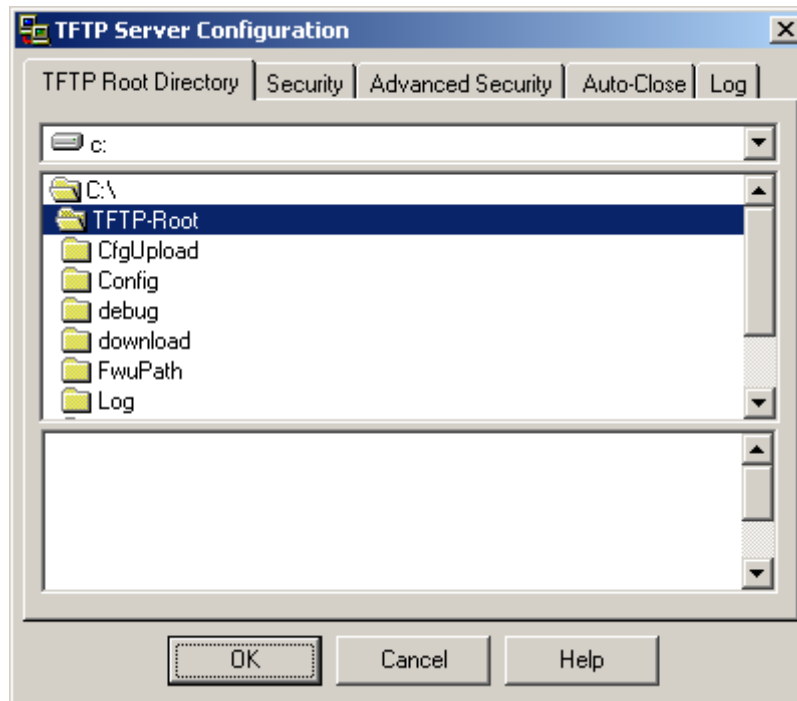 TFTP Server Configuration
TFTP Root Directory Security Advanced Security Auto-Close Log
c:
C:\
TFTP-Root
CfgUpload
Config
debug
download
FwuPath
Log
OK Cancel Help